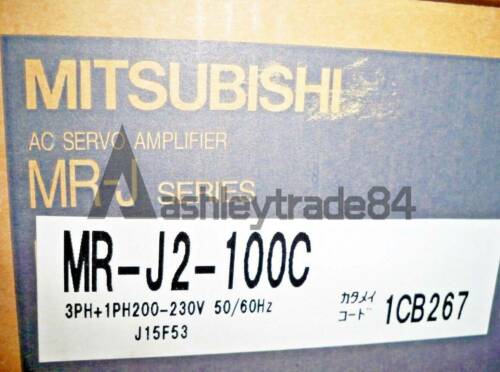 MITSUBISHI
AC SERVO AMPLIFIER
MR-J SERIES
ashleytrade84
MR-J2-100C
3PH+1PH200-230V 50/60Hz
J15F53
カタメイ
コード 1CB267